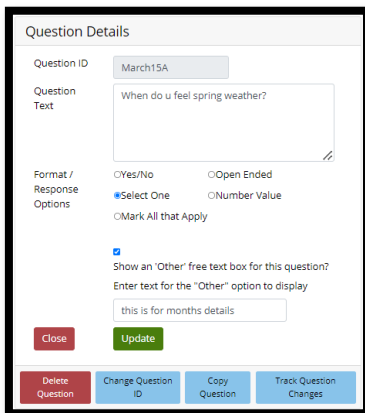 Question Details
Question ID
March15A
Question
Text
When do u feel spring weather?
Format /
Response
Options
Yes/No
Open Ended
Select One
Number Value
Mark All that Apply
Show an 'Other' free text box for this question?
Enter text for the "Other" option to display
this is for months details
Close
Update
Delete
Question
Change Question
ID
Copy
Question
Track Question
Changes